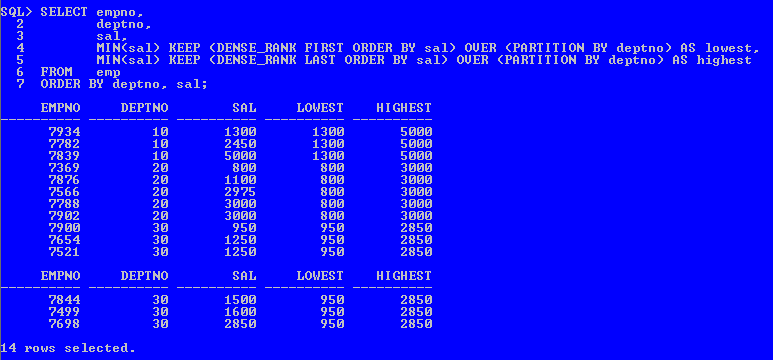 SQL> SELECT empno,
  2         deptno,
  3         sal,
  4         MIN(sal) KEEP (DENSE_RANK FIRST ORDER BY sal) OVER (PARTITION BY deptno) AS lowest,
  5         MIN(sal) KEEP (DENSE_RANK LAST ORDER BY sal) OVER (PARTITION BY deptno) AS highest
  6  FROM   emp
  7  ORDER BY deptno, sal;
     EMPNO     DEPTNO        SAL     LOWEST    HIGHEST
---------- ---------- ---------- ---------- ----------
      7934         10       1300       1300       5000
      7782         10       2450       1300       5000
      7839         10       5000       1300       5000
      7369         20        800        800       3000
      7876         20       1100        800       3000
      7566         20       2975        800       3000
      7788         20       3000        800       3000
      7902         20       3000        800       3000
      7900         30        950        950       2850
      7654         30       1250        950       2850
      7521         30       1250        950       2850
     EMPNO     DEPTNO        SAL     LOWEST    HIGHEST
---------- ---------- ---------- ---------- ----------
      7844         30       1500        950       2850
      7499         30       1600        950       2850
      7698         30       2850        950       2850
14 rows selected.